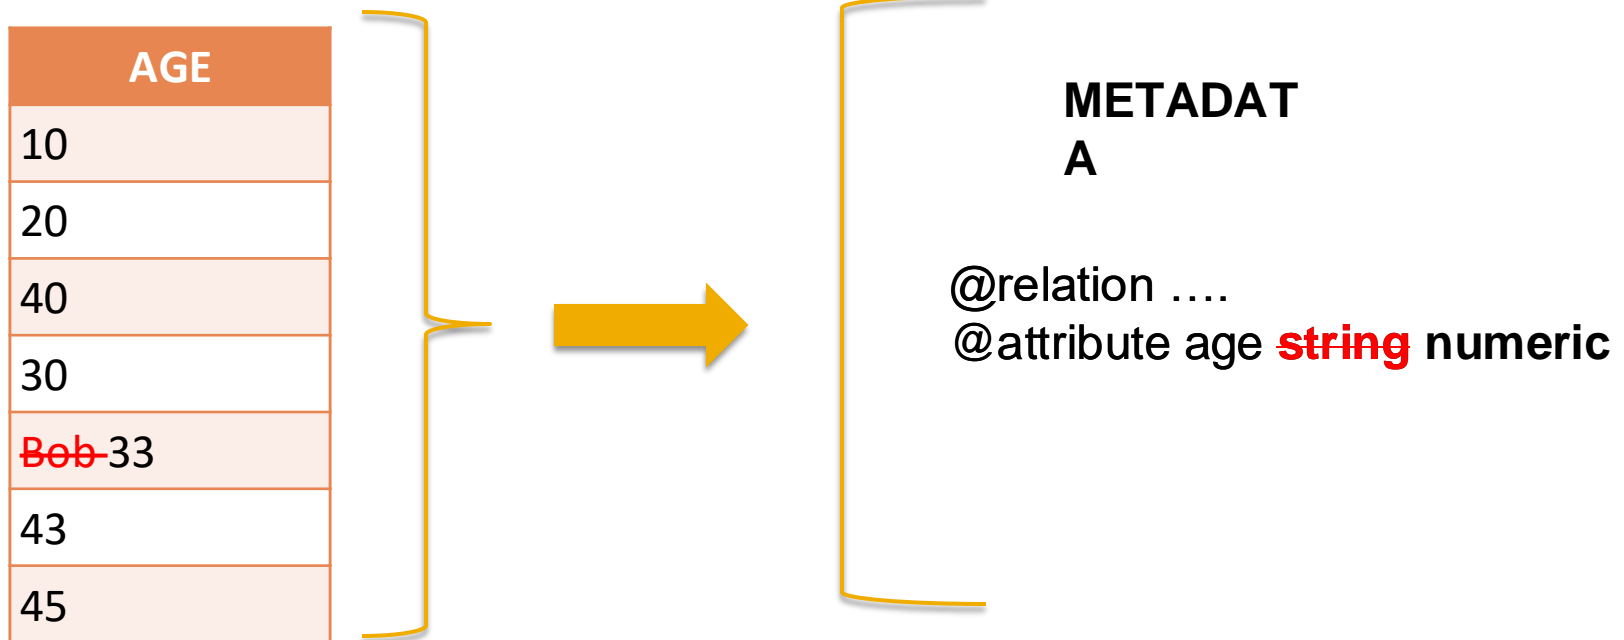 AGE
10
20
40
30
Bob 33
43
45
METADAT
A
@relation ....
@attribute age string numeric